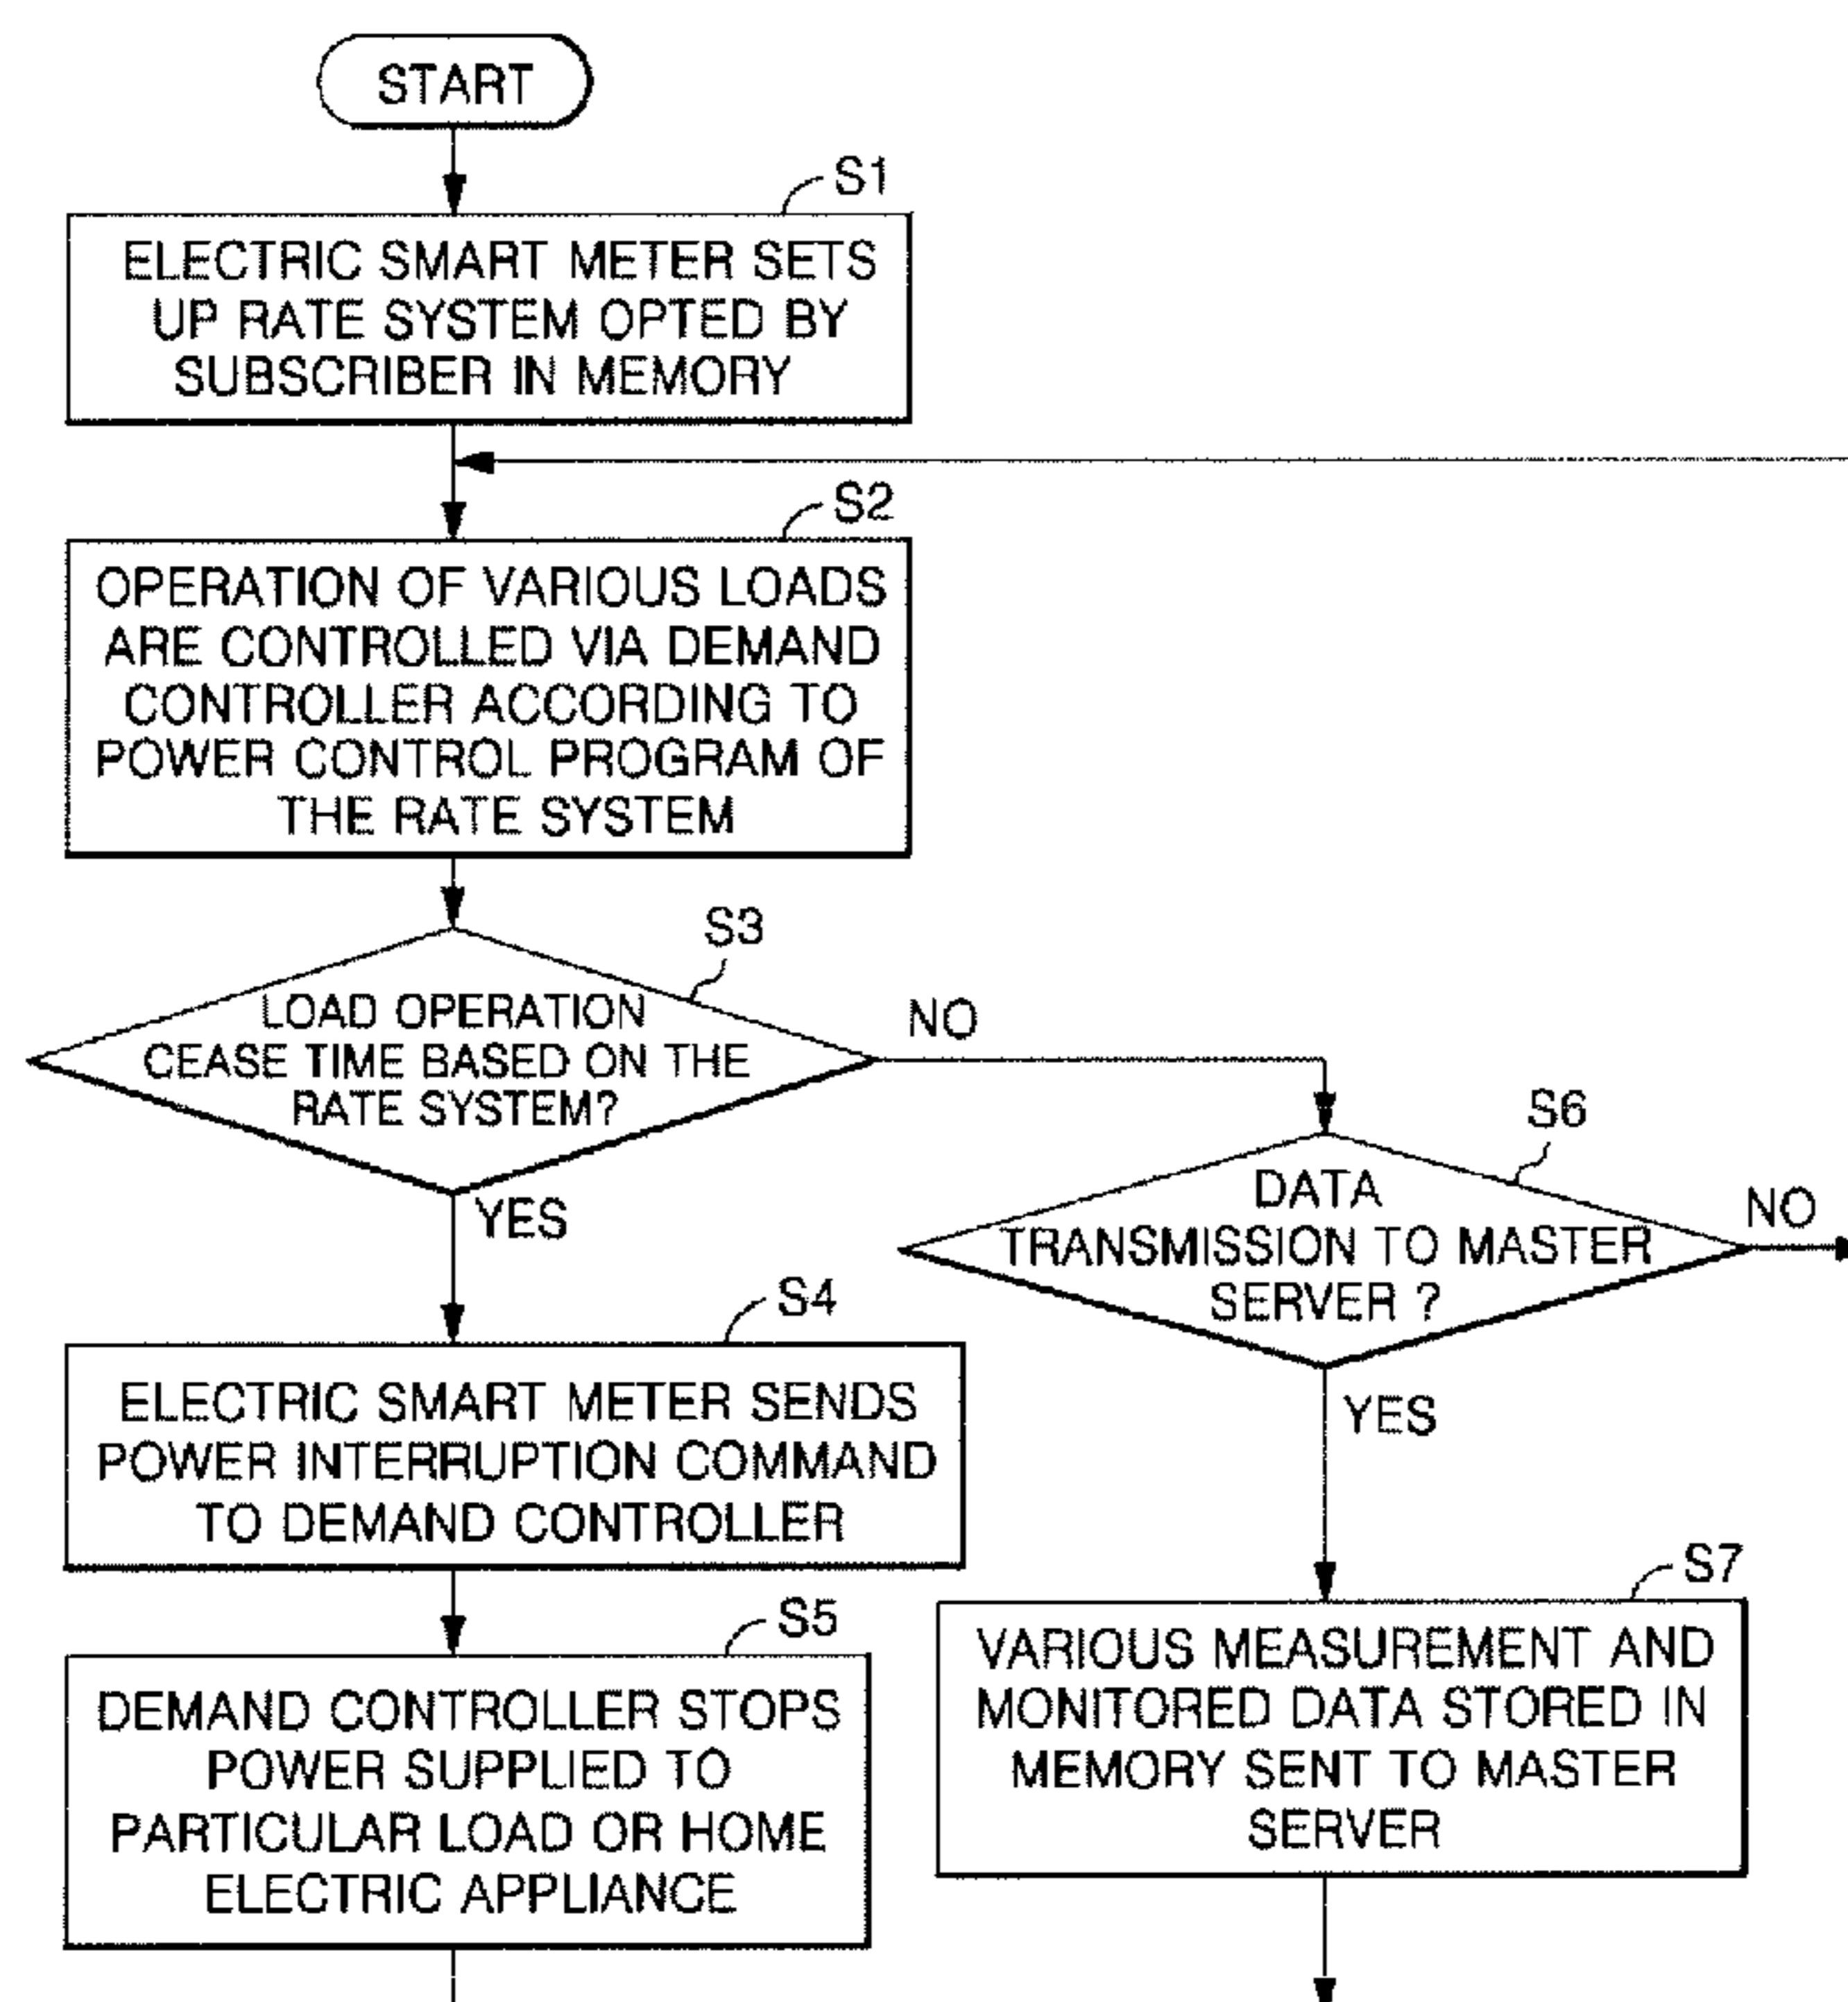 START
S1
ELECTRIC SMART METER SETS
UP RATE SYSTEM OPTED BY
SUBSCRIBER IN MEMORY
S2
OPERATION OF VARIOUS LOADS
ARE CONTROLLED VIA DEMAND
CONTROLLER ACCORDING TO
POWER CONTROL PROGRAM OF
THE RATE SYSTEM
S3
LOAD OPERATION
CEASE TIME BASED ON THE
RATE SYSTEM?
NO
YES
S4
ELECTRIC SMART METER SENDS
POWER INTERRUPTION COMMAND
TO DEMAND CONTROLLER
S5
DEMAND CONTROLLER STOPS
POWER SUPPLIED TO
PARTICULAR LOAD OR HOME
ELECTRIC APPLIANCE
S6
DATA
TRANSMISSION TO MASTER
SERVER ?
NO
YES
S7
VARIOUS MEASUREMENT AND
MONITORED DATA STORED IN
MEMORY SENT TO MASTER
SERVER